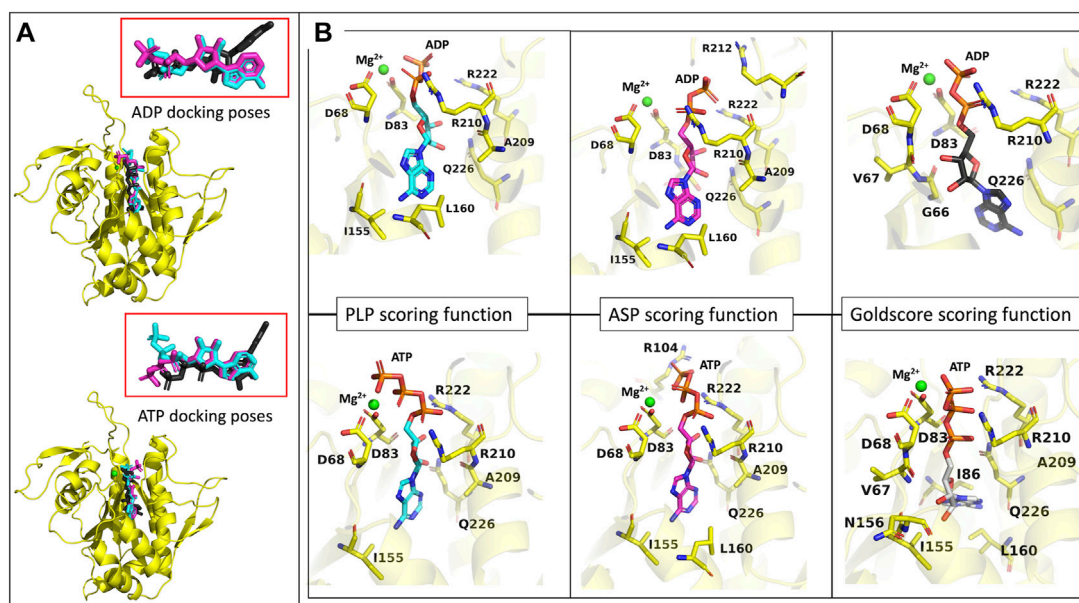 A
ADP docking poses
ATP docking poses
B
ADP
Mg2+
R222
D68
D83
R210
A209
Q226
L160
I155
R212
ADP
Mg2+
R222
D68
D83
R210
A209
Q226
L160
I155
ADP
Mg2+
R222
D68
D83
R210
V67
Q226
G66
PLP scoring function
ASP scoring function
Goldscore scoring function
ATP
R222
Mg2+
D68
D83
R210
A209
Q226
I155
R104
ATP
Mg2+
R222
D68
D83
R210
A209
Q226
I155
L160
ATP
Mg2+
R222
D68
D83
R210
A209
I86
V67
Q226
N156
I155
L160